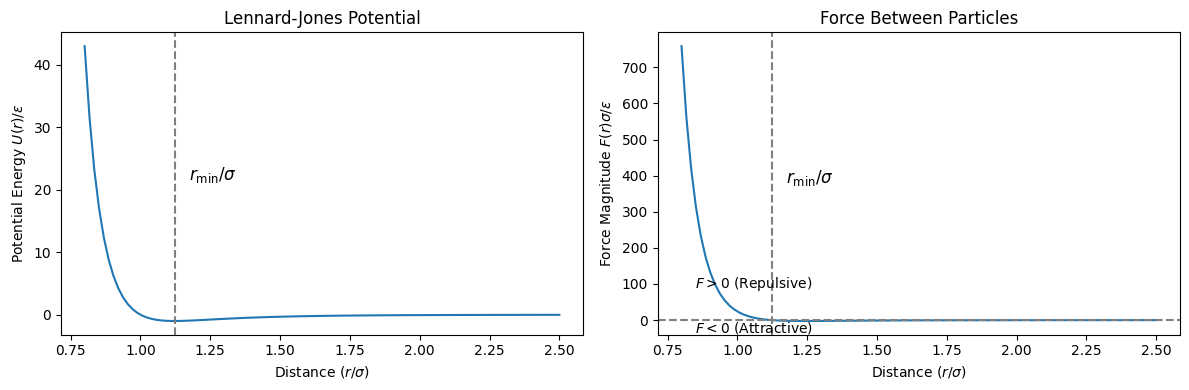 Lennard-Jones Potential
Potential Energy U(r)/ε
40
30
20
10
0
r_min/σ
0.75 1.00 1.25 1.50 1.75 2.00 2.25 2.50
Distance (r/σ)
Force Between Particles
Force Magnitude F(r)σ/ε
700
600
500
400
300
200
100
0
r_min/σ
F > 0 (Repulsive)
F < 0 (Attractive)
0.75 1.00 1.25 1.50 1.75 2.00 2.25 2.50
Distance (r/σ)